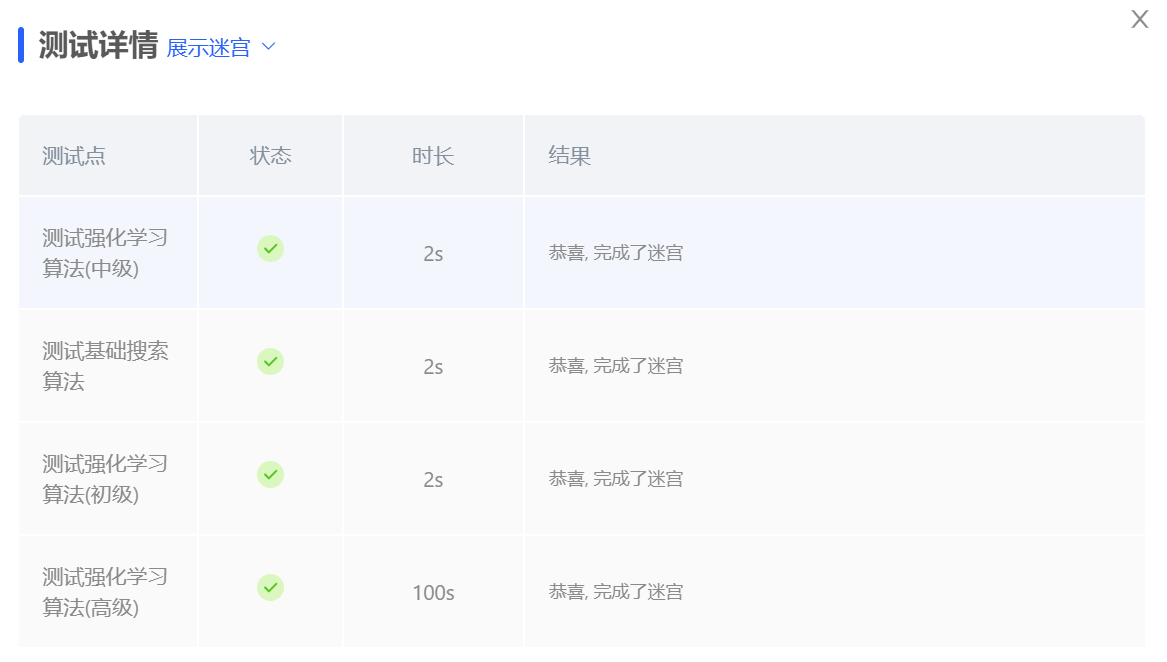 测试详情 展示迷宫
X
测试点 状态 时长 结果
测试强化学习
算法(中级)
2s 恭喜, 完成了迷宫
测试基础搜索
算法
2s 恭喜, 完成了迷宫
测试强化学习
算法(初级)
2s 恭喜, 完成了迷宫
测试强化学习
算法(高级)
100s 恭喜, 完成了迷宫